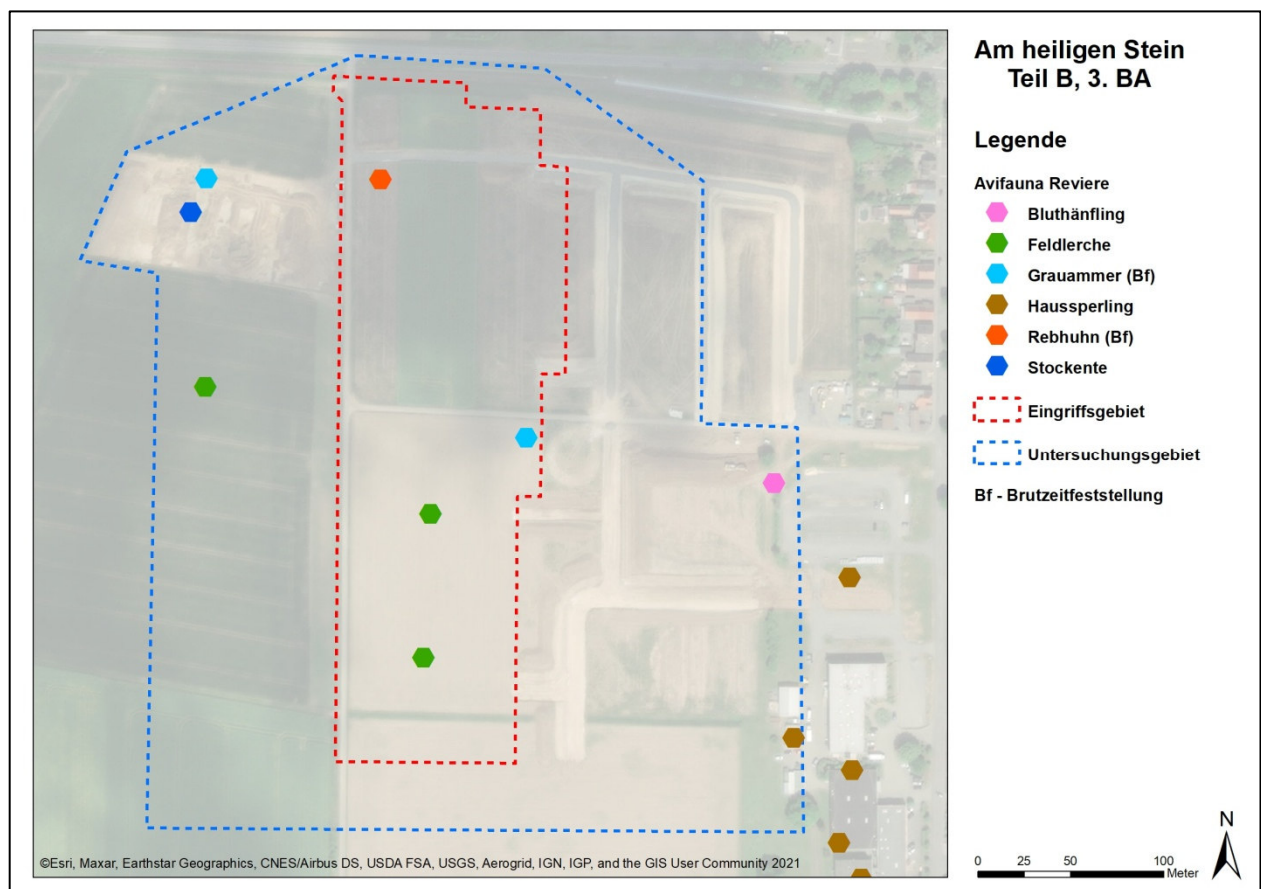 Am heiligen Stein
Teil B, 3. BA
Legende
Avifauna Reviere
Bluthänfling
Feldlerche
Grauammer (Bf)
Haussperling
Rebhuhn (Bf)
Stockente
Eingriffsgebiet
Untersuchungsgebiet
Bf - Brutzeitfeststellung
©Esri, Maxar, Earthstar Geographics, CNES/Airbus DS, USDA FSA, USGS, Aerogrid, IGN, IGP, and the GIS User Community 2021
N
0 25 50 100
Meter